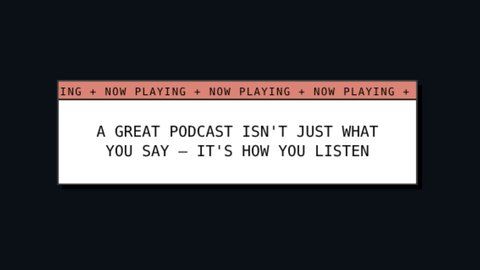 ING + NOW PLAYING + NOW PLAYING + NOW PLAYING +
A GREAT PODCAST ISN'T JUST WHAT
YOU SAY — IT'S HOW YOU LISTEN